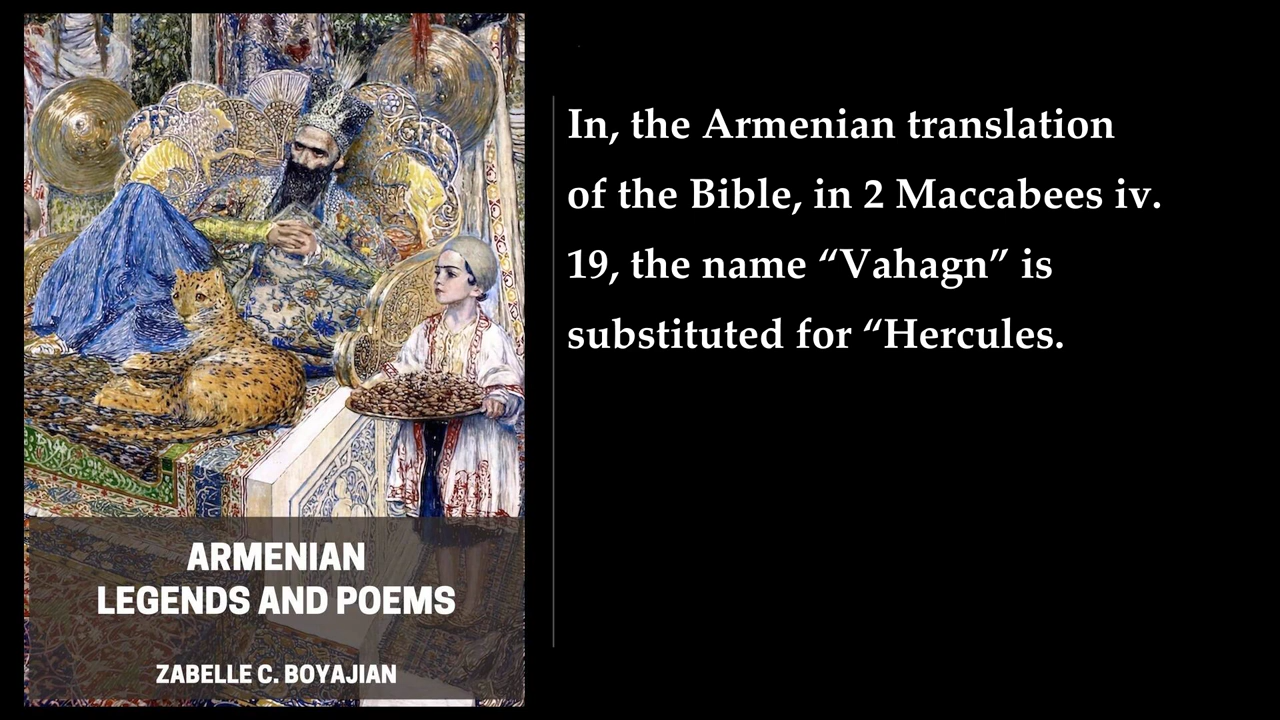 In, the Armenian translation
of the Bible, in 2 Maccabees iv.
19, the name “Vahagn” is
substituted for “Hercules.
ARMENIAN
LEGENDS AND POEMS
ZABELLE C. BOYAJIAN